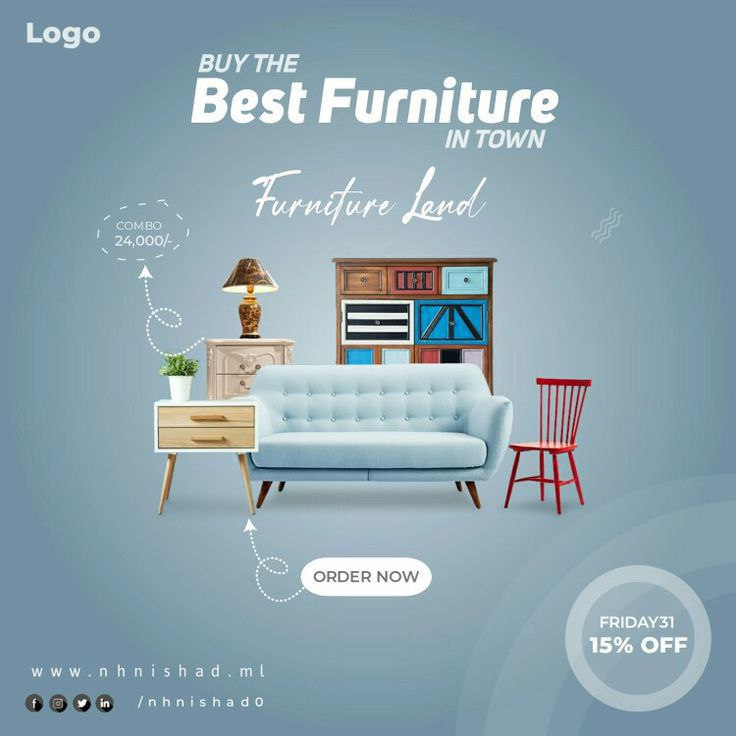 Logo
BUY THE
Best Furniture
IN TOWN
Furniture Land
COMBO
24,000/-
ORDER NOW
FRIDAY31
15% OFF
www.nhnishad.ml
/nhnishad0